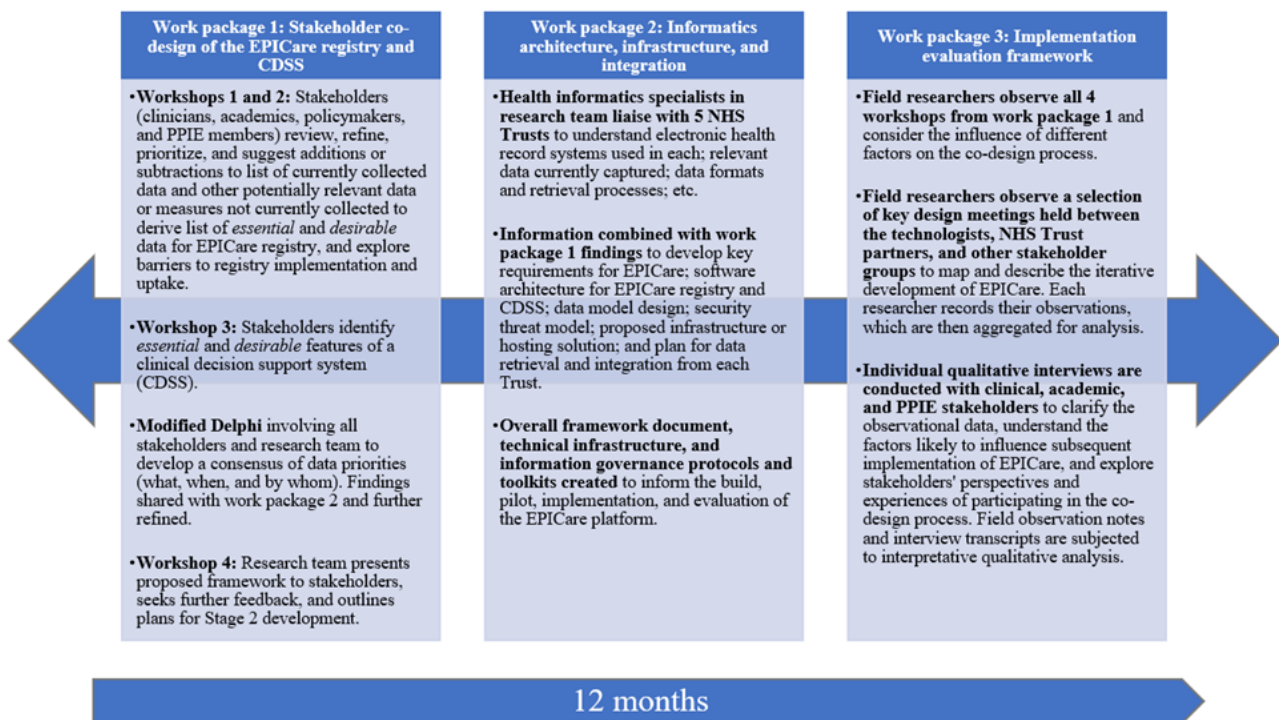 Work package 1: Stakeholder co-
design of the EPICare registry and
CDSS
•Workshops 1 and 2: Stakeholders
(clinicians, academics, policymakers,
and PPIE members) review, refine,
prioritize, and suggest additions or
subtractions to list of currently collected
data and other potentially relevant data
or measures not currently collected to
derive list of essential and desirable
data for EPICare registry, and explore
barriers to registry implementation and
uptake.
•Workshop 3: Stakeholders identify
essential and desirable features of a
clinical decision support system
(CDSS).
•Modified Delphi involving all
stakeholders and research team to
develop a consensus of data priorities
(what, when, and by whom). Findings
shared with work package 2 and further
refined.
•Workshop 4: Research team presents
proposed framework to stakeholders,
seeks further feedback, and outlines
plans for Stage 2 development.
Work package 2: Informatics
architecture, infrastructure, and
integration
•Health informatics specialists in
research team liaise with 5 NHS
Trusts to understand electronic health
record systems used in each; relevant
data currently captured; data formats
and retrieval processes; etc.
•Information combined with work
package 1 findings to develop key
requirements for EPICare; software
architecture for EPICare registry and
CDSS; data model design; security
threat model; proposed infrastructure or
hosting solution; and plan for data
retrieval and integration from each
Trust.
•Overall framework document,
technical infrastructure, and
information governance protocols and
toolkits created to inform the build,
pilot, implementation, and evaluation of
the EPICare platform.
Work package 3: Implementation
evaluation framework
•Field researchers observe all 4
workshops from work package 1 and
consider the influence of different
factors on the co-design process.
•Field researchers observe a selection
of key design meetings held between
the technologists, NHS Trust
partners, and other stakeholder
groups to map and describe the iterative
development of EPICare. Each
researcher records their observations,
which are then aggregated for analysis.
•Individual qualitative interviews are
conducted with clinical, academic,
and PPIE stakeholders to clarify the
observational data, understand the
factors likely to influence subsequent
implementation of EPICare, and explore
stakeholders' perspectives and
experiences of participating in the co-
design process. Field observation notes
and interview transcripts are subjected
to interpretative qualitative analysis.
12 months